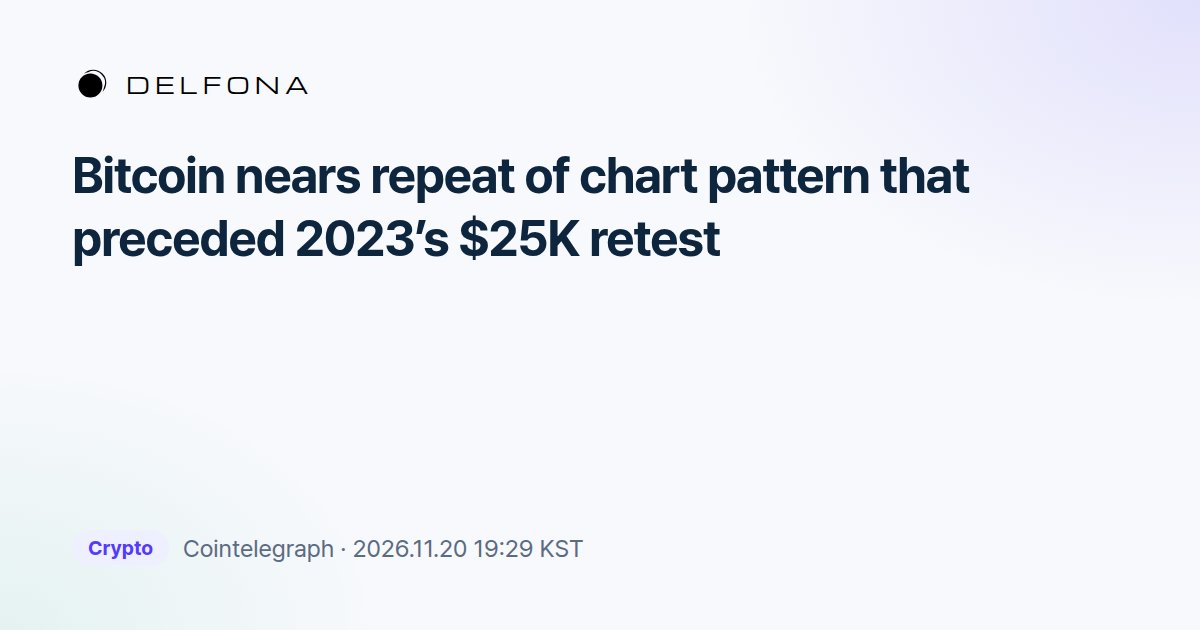 DELFONA
Bitcoin nears repeat of chart pattern that
preceded 2023’s $25K retest
Crypto
Cointelegraph · 2026.11.20 19:29 KST